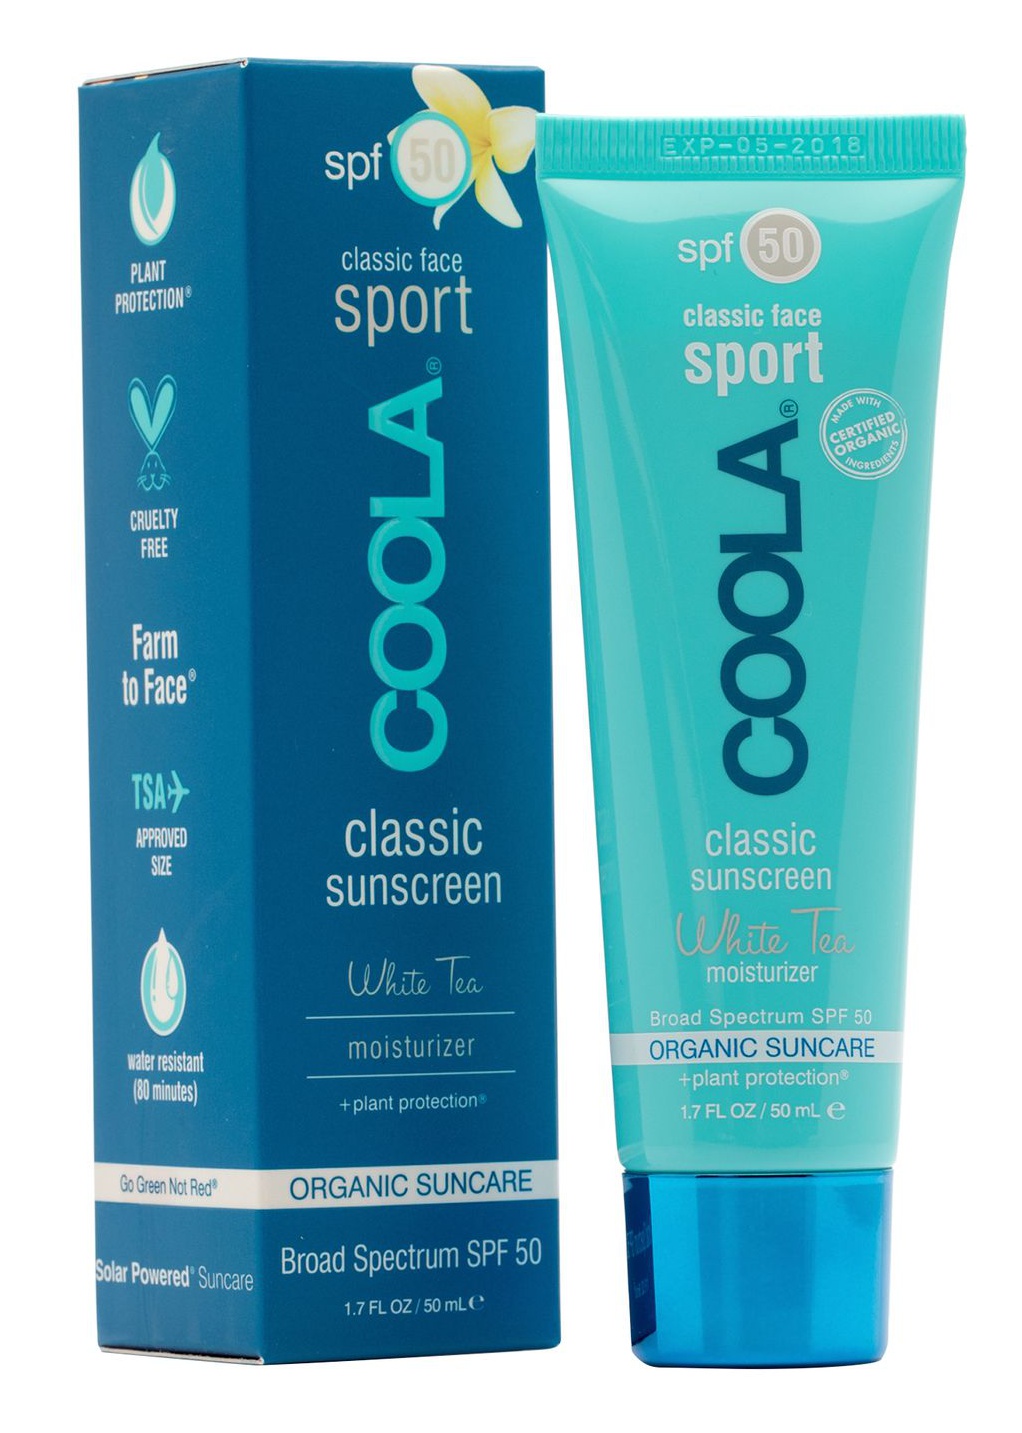 PLANT
PROTECTION®
CRUELTY
FREE
Farm
to Face®
TSA
APPROVED
SIZE
water resistant
(80 minutes)
Go Green Not Red®
Solar Powered® Suncare
spf 50
classic face
sport
COOLA®
classic
sunscreen
White Tea
moisturizer
+plant protection®
ORGANIC SUNCARE
Broad Spectrum SPF 50
1.7 FL OZ / 50 mL ℮
EXP-05-2018
spf 50
classic face
sport
MADE WITH
CERTIFIED
ORGANIC
INGREDIENTS
COOLA®
classic
sunscreen
White Tea
moisturizer
Broad Spectrum SPF 50
ORGANIC SUNCARE
+plant protection®
1.7 FL OZ / 50 mL ℮